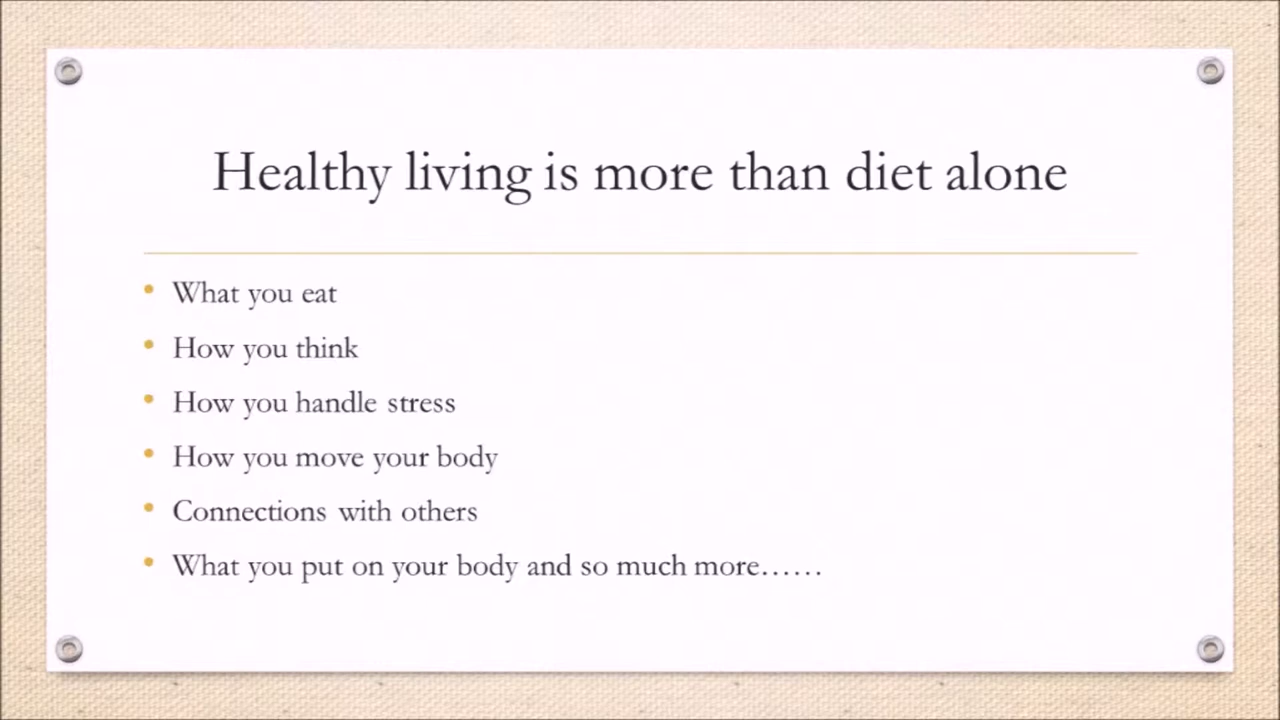 Healthy living is more than diet alone
• What you eat
• How you think
• How you handle stress
• How you move your body
• Connections with others
• What you put on your body and so much more……